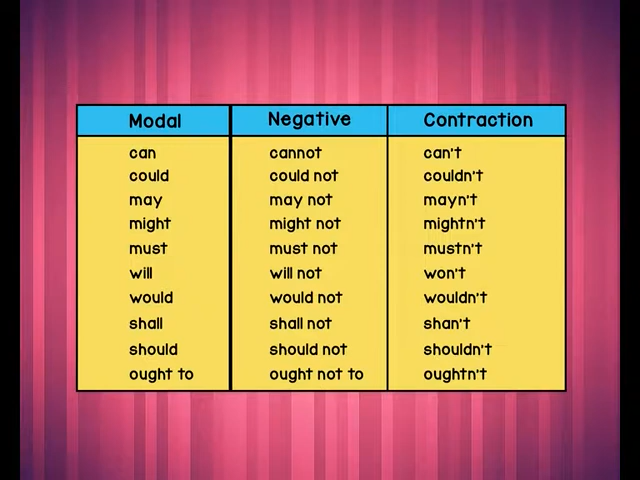 Modal Negative Contraction
can cannot can't
could could not couldn't
may may not mayn't
might might not mightn't
must must not mustn't
will will not won't
would would not wouldn't
shall shall not shan't
should should not shouldn't
ought to ought not to oughtn't